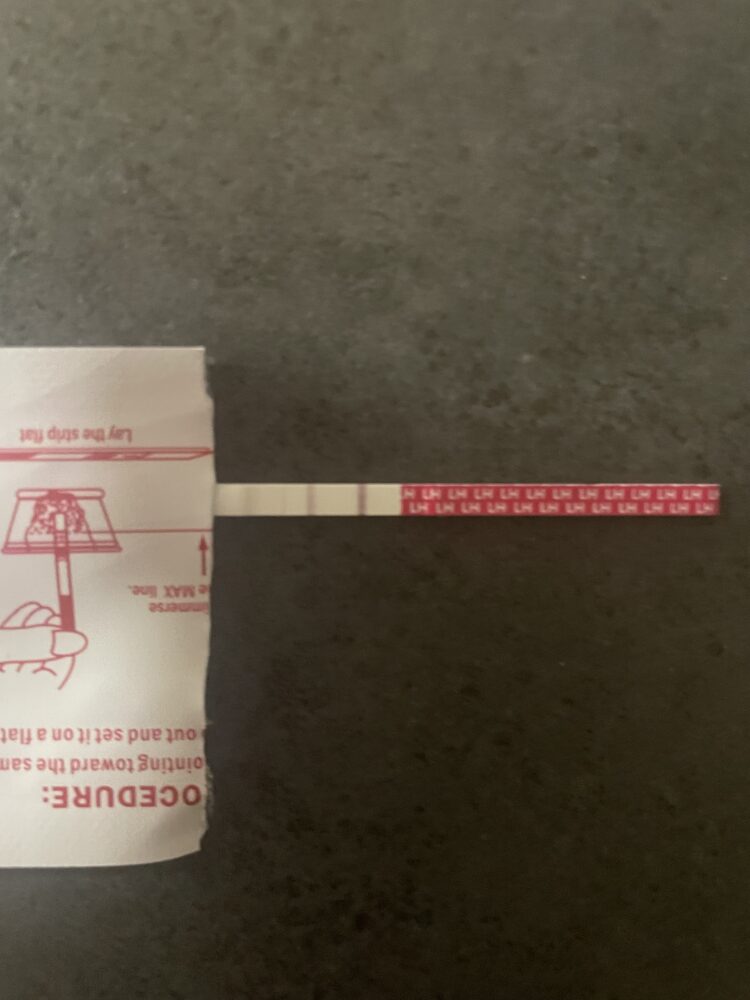 OCEDURE:
ointing toward the sam
out and set it on a flat
immerse
e MAX line.
Lay the strip flat
LH LH LH LH LH LH LH LH LH LH LH LH
LH LH LH LH LH LH LH LH LH LH LH LH